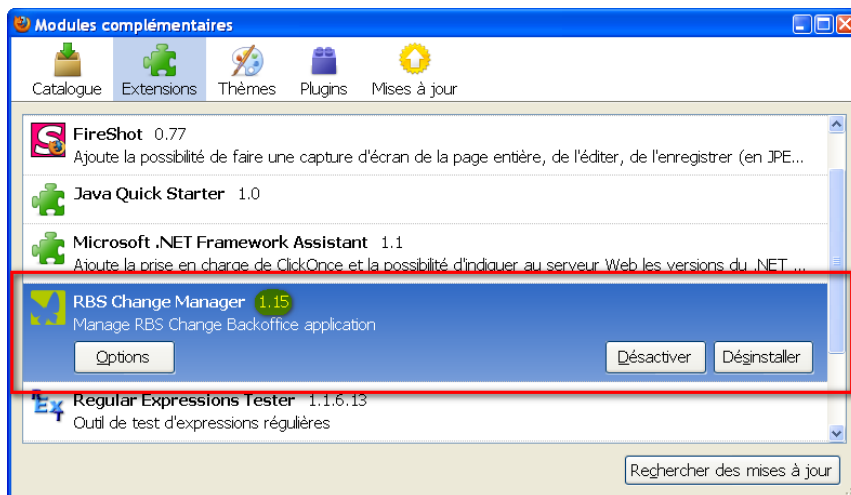 Modules complémentaires
Catalogue Extensions Thèmes Plugins Mises à jour
FireShot 0.77
Ajoute la possibilité de faire une capture d'écran de la page entière, de l'éditer, de l'enregistrer (en JPE...
Java Quick Starter 1.0
Microsoft .NET Framework Assistant 1.1
Ajoute la prise en charge de ClickOnce et la possibilité d'indiquer au serveur Web les versions du .NET ...
RBS Change Manager 1.15
Manage RBS Change Backoffice application
Options Désactiver Désinstaller
Regular Expressions Tester 1.1.6.13
Outil de test d'expressions régulières
Rechercher des mises à jour